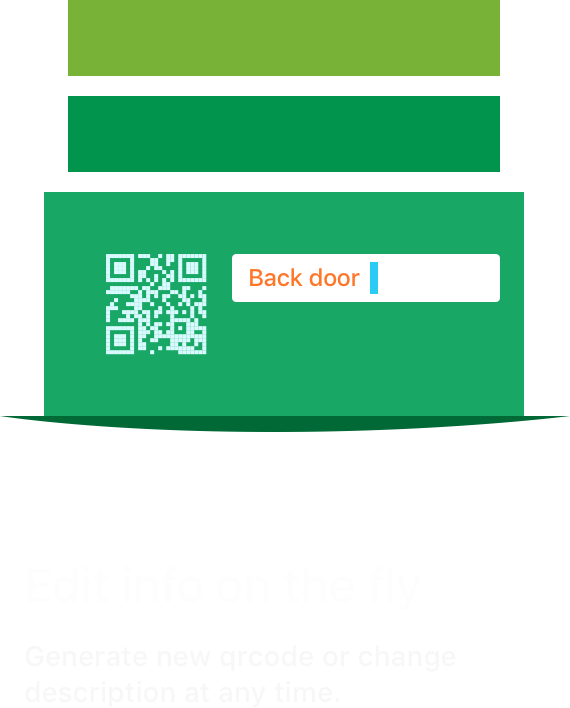 Back door
Edit info on the fly
Generate new qrcode or change
description at any time.